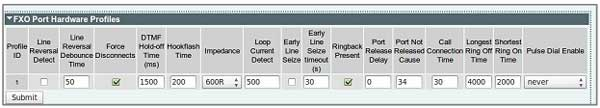 FXO Port Hardware Profiles
Profile ID
Line Reversal Detect
Line Reversal Debounce Time
Force Disconnects
DTMF Hold-off Time (ms)
Hookflash Time
Impedance
Loop Current Detect
Early Line Seize
Early Line Seize timeout (s)
Ringback Present
Port Release Delay
Port Not Released Cause
Call Connection Time
Longest Ring Off Time
Shortest Ring On Time
Pulse Dial Enable
1 50 1500 200 600R 500 30 0 34 30 4000 2000 never
Submit